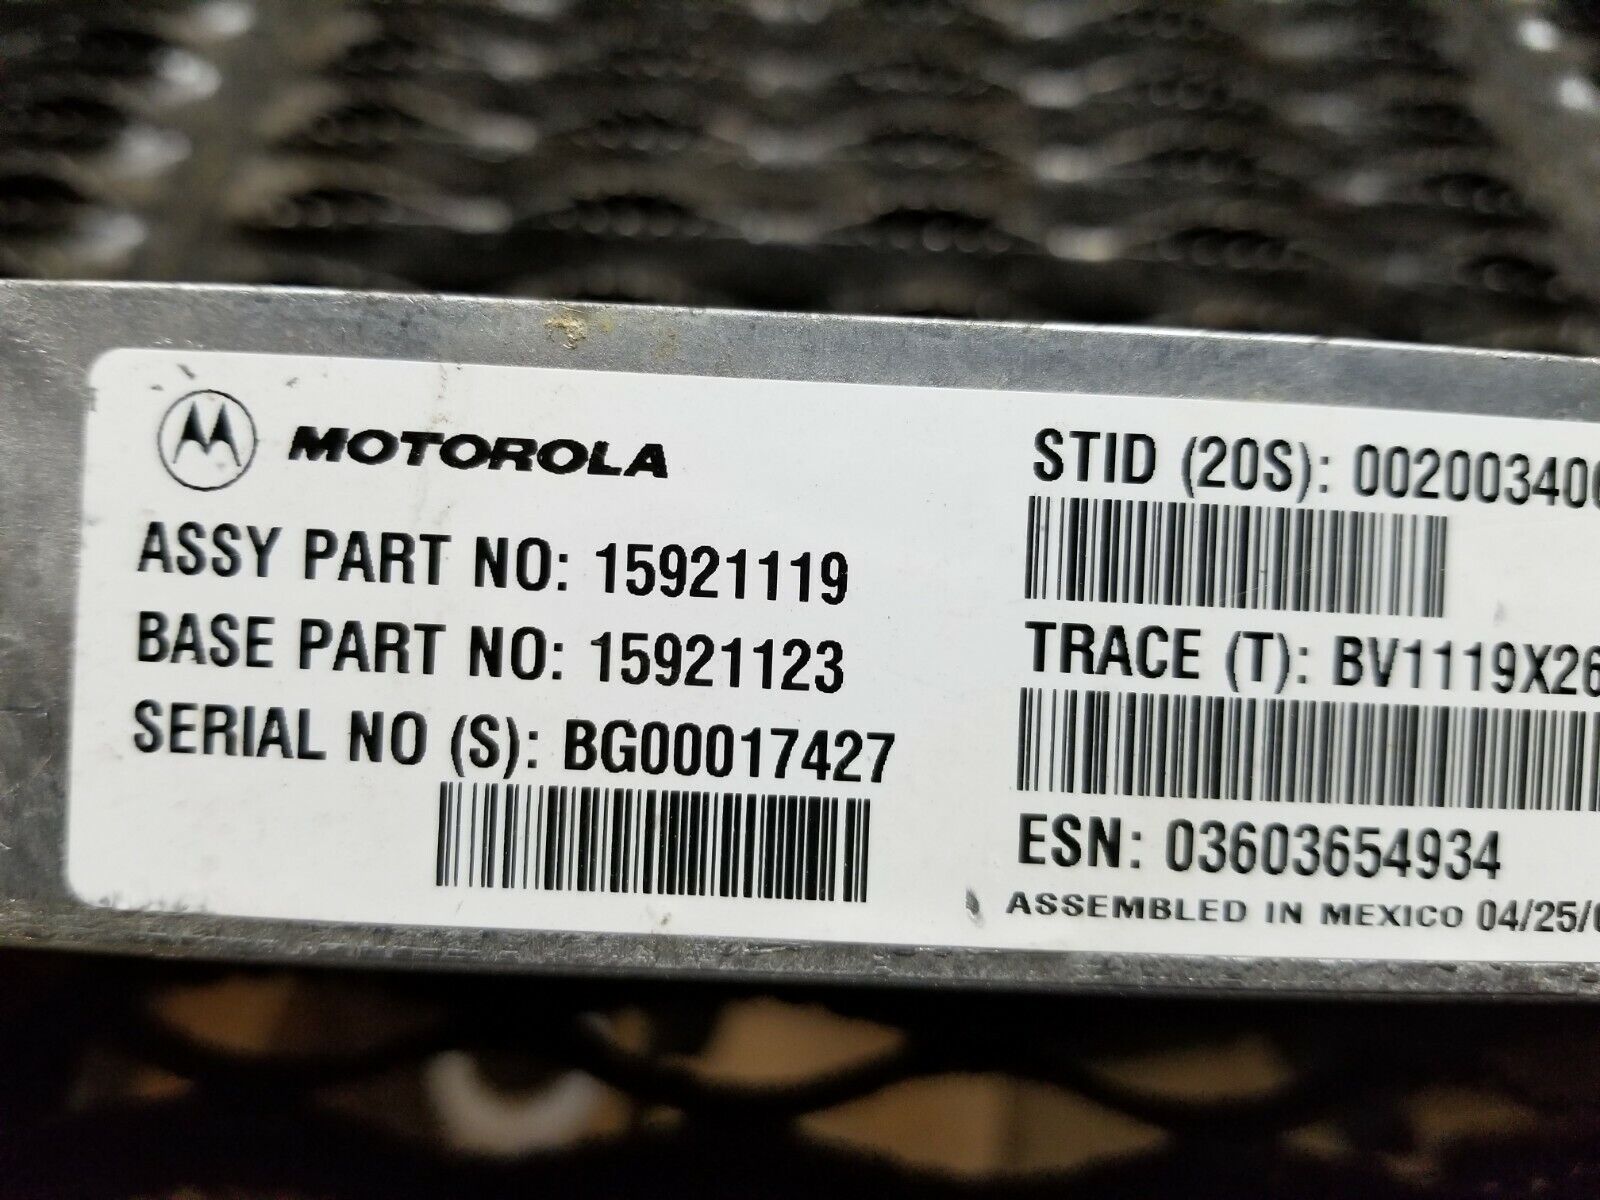 MOTOROLA
ASSY PART NO: 15921119
BASE PART NO: 15921123
SERIAL NO (S): BG00017427
STID (20S): 00200340
TRACE (T): BV1119X26
ESN: 03603654934
ASSEMBLED IN MEXICO 04/25/